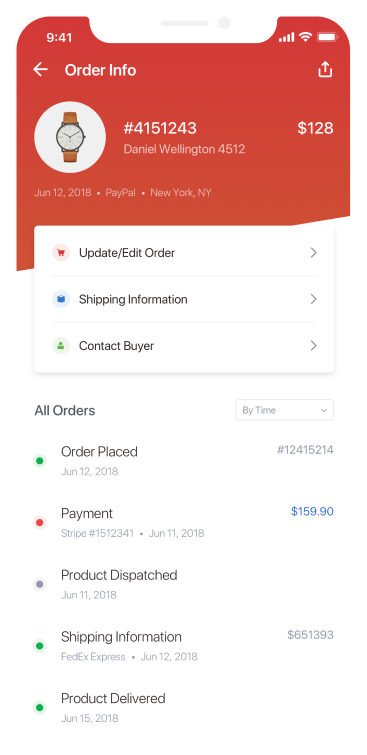 9:41
Order Info
#4151243 $128
Daniel Wellington 4512
Jun 12, 2018 • PayPal • New York, NY
Update/Edit Order
Shipping Information
Contact Buyer
All Orders By Time
Order Placed #12415214
Jun 12, 2018
Payment $159.90
Stripe #1512341 • Jun 11, 2018
Product Dispatched
Jun 11, 2018
Shipping Information $651393
FedEx Express • Jun 12, 2018
Product Delivered
Jun 15, 2018